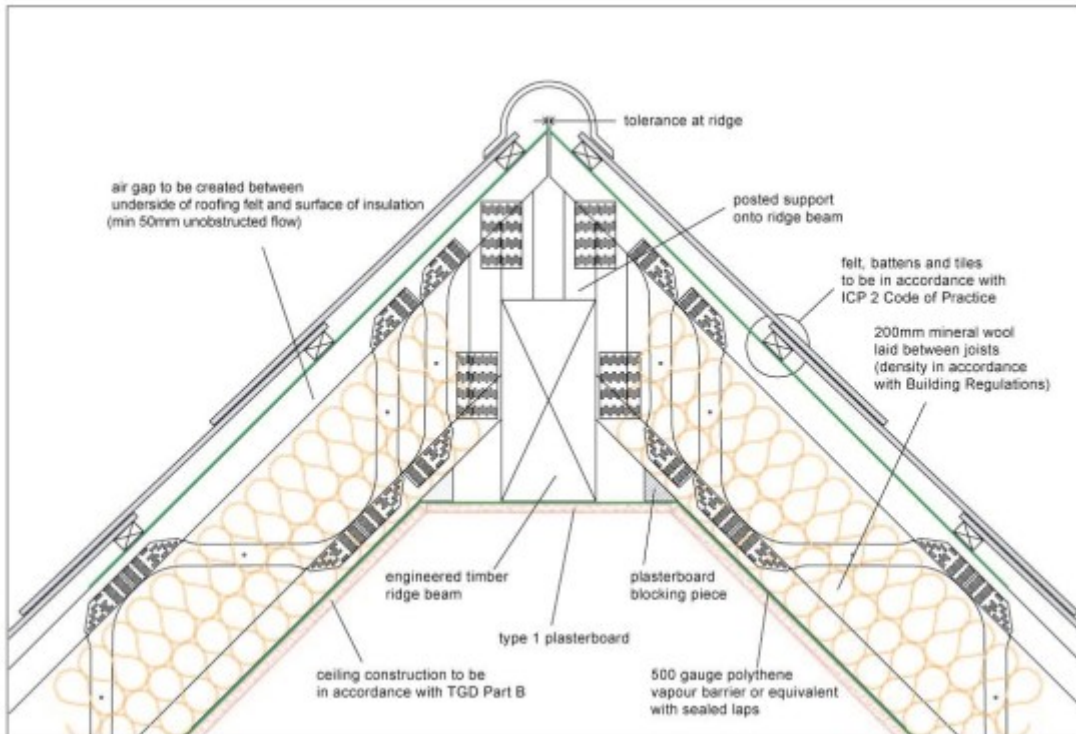 tolerance at ridge
air gap to be created between
underside of roofing felt and surface of insulation
(min 50mm unobstructed flow)
posted support
onto ridge beam
felt, battens and tiles
to be in accordance with
ICP 2 Code of Practice
200mm mineral wool
laid between joists
(density in accordance
with Building Regulations)
engineered timber
ridge beam
plasterboard
blocking piece
type 1 plasterboard
ceiling construction to be
in accordance with TGD Part B
500 gauge polythene
vapour barrier or equivalent
with sealed laps